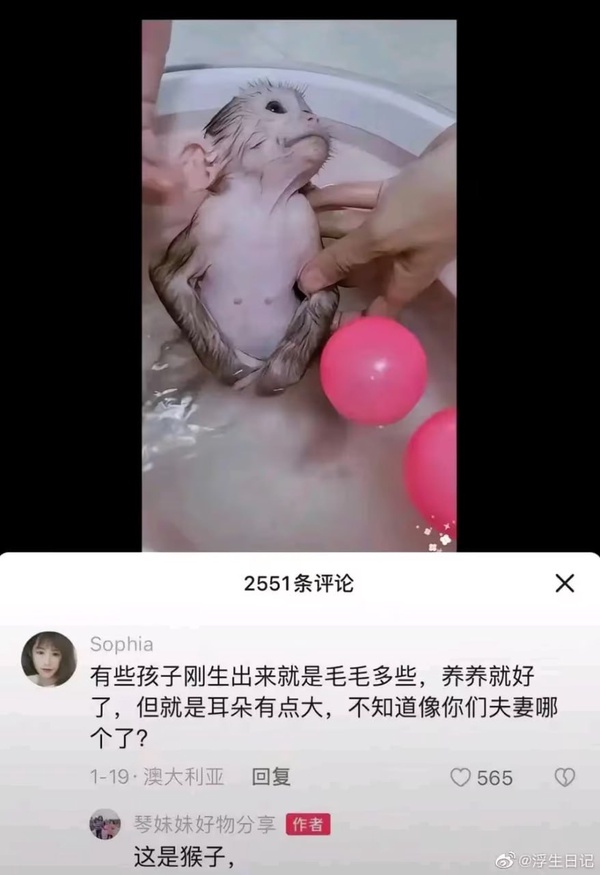 2551条评论
Sophia
有些孩子刚生出来就是毛毛多些，养养就好
了，但就是耳朵有点大，不知道像你们夫妻哪
个了？
1-19·澳大利亚 回复 565
琴妹妹好物分享 作者
这是猴子，
@浮生日记